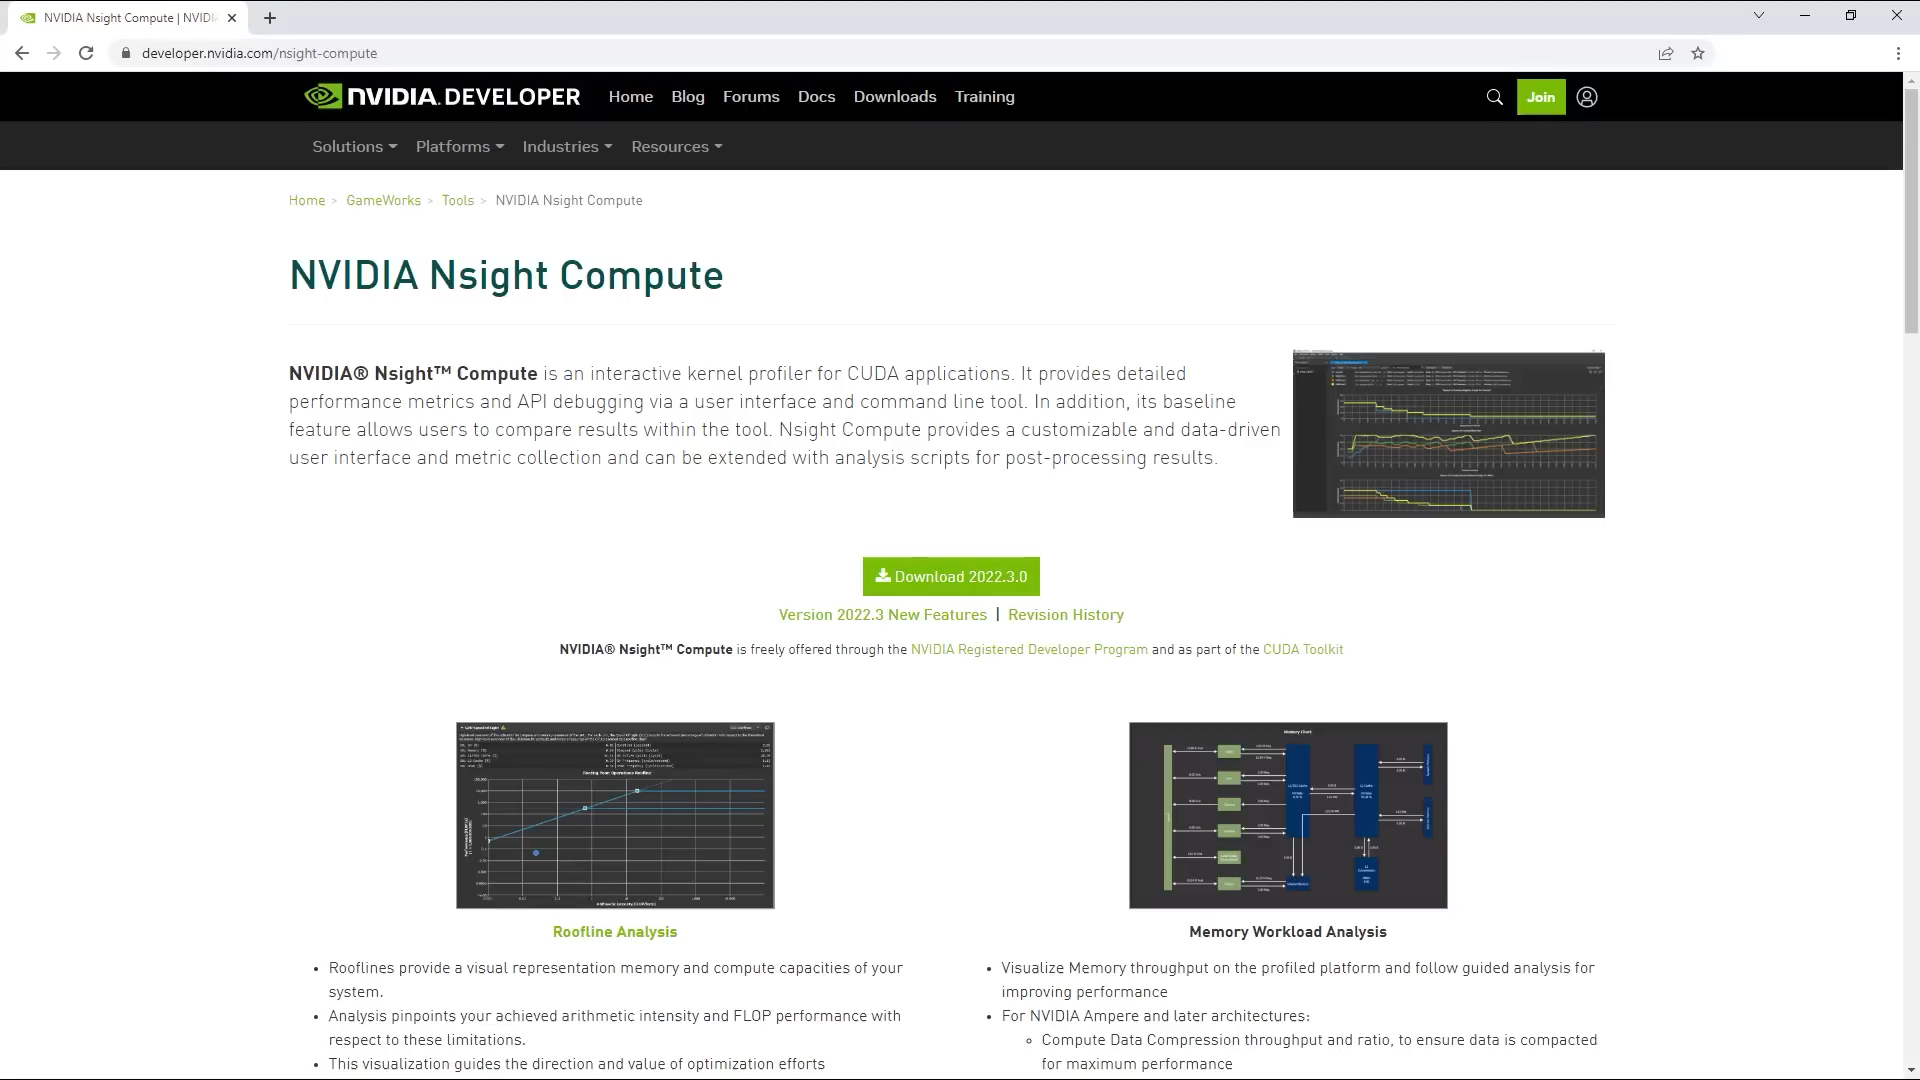 NVIDIA Nsight Compute | NVIDI
developer.nvidia.com/nsight-compute
NVIDIA DEVELOPER Home Blog Forums Docs Downloads Training Join
Solutions Platforms Industries Resources
Home > GameWorks > Tools > NVIDIA Nsight Compute
NVIDIA Nsight Compute
NVIDIA® Nsight™ Compute is an interactive kernel profiler for CUDA applications. It provides detailed
performance metrics and API debugging via a user interface and command line tool. In addition, its baseline
feature allows users to compare results within the tool. Nsight Compute provides a customizable and data-driven
user interface and metric collection and can be extended with analysis scripts for post-processing results.
Download 2022.3.0
Version 2022.3 New Features | Revision History
NVIDIA® Nsight™ Compute is freely offered through the NVIDIA Registered Developer Program and as part of the CUDA Toolkit
Floating Point Operations Roofline
Roofline Analysis
• Rooflines provide a visual representation memory and compute capacities of your
system.
• Analysis pinpoints your achieved arithmetic intensity and FLOP performance with
respect to these limitations.
• This visualization guides the direction and value of optimization efforts
Memory Chart
Memory Workload Analysis
• Visualize Memory throughput on the profiled platform and follow guided analysis for
improving performance
• For NVIDIA Ampere and later architectures:
◦ Compute Data Compression throughput and ratio, to ensure data is compacted
for maximum performance